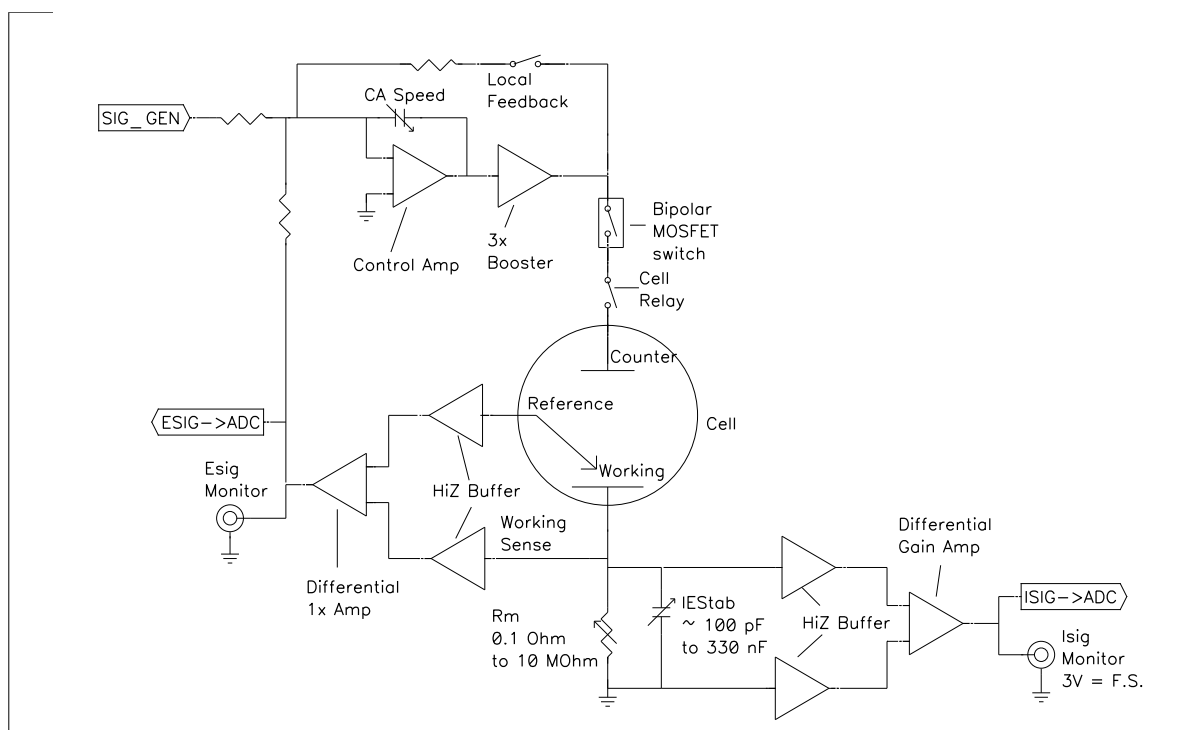 Local
Feedback
CA Speed
SIG_GEN
Bipolar
MOSFET
switch
3x
Booster
Control Amp
Cell
Relay
Counter
Reference
Cell
ESIG->ADC
Esig
Monitor
Working
HiZ Buffer
Working
Sense
Differential
Gain Amp
Differential
1x Amp
ISIG->ADC
IEStab
~ 100 pF
to 330 nF
Rm
0.1 Ohm
to 10 MOhm
HiZ Buffer
Isig
Monitor
3V = F.S.